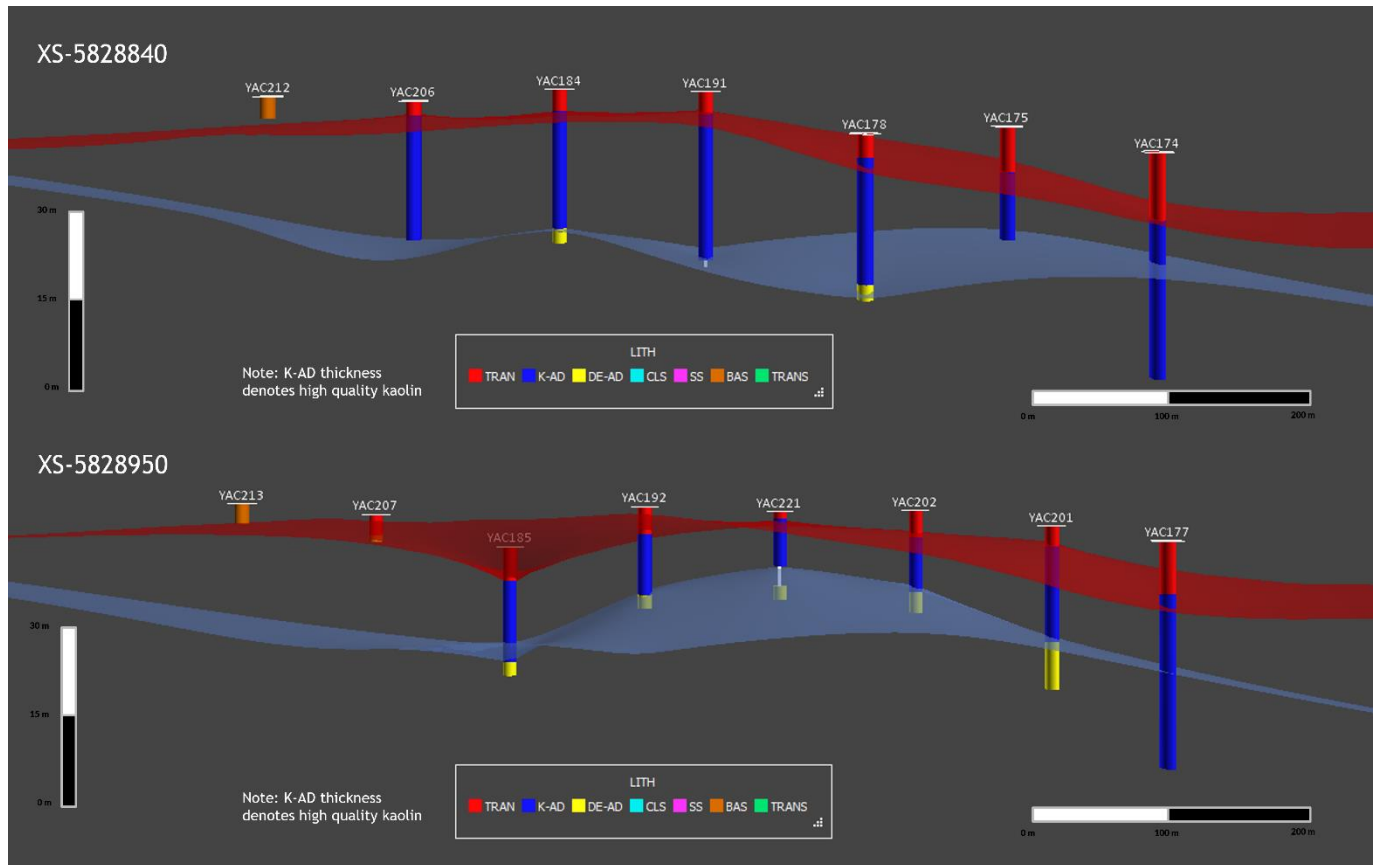 XS-5828840
YAC212
YAC206
YAC184
YAC191
YAC178
YAC175
YAC174
30 m
15 m
0 m
Note: K-AD thickness
denotes high quality kaolin
LITH
TRAN K-AD DE-AD CLS SS BAS TRANS
0 m 100 m 200 m
XS-5828950
YAC213
YAC207
YAC185
YAC192
YAC221
YAC202
YAC201
YAC177
30 m
15 m
0 m
Note: K-AD thickness
denotes high quality kaolin
LITH
TRAN K-AD DE-AD CLS SS BAS TRANS
0 m 100 m 200 m